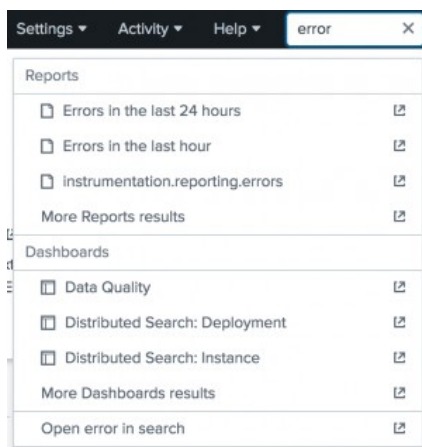 Settings Activity Help error
Reports
Errors in the last 24 hours
Errors in the last hour
instrumentation.reporting.errors
More Reports results
Dashboards
Data Quality
Distributed Search: Deployment
Distributed Search: Instance
More Dashboards results
Open error in search